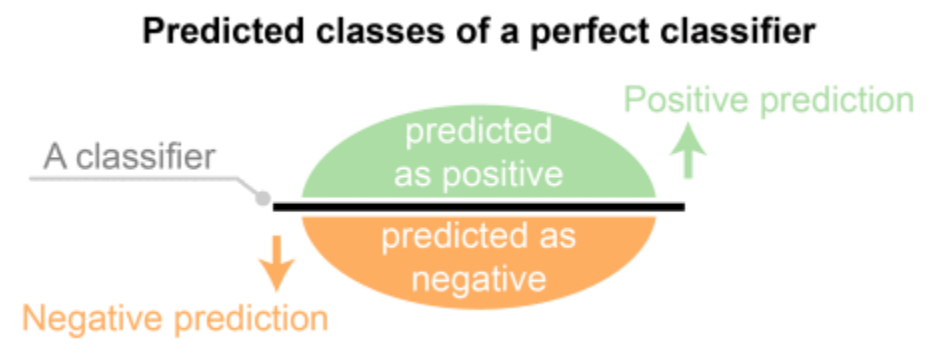 Predicted classes of a perfect classifier
Positive prediction
predicted
as positive
A classifier
predicted as
negative
Negative prediction